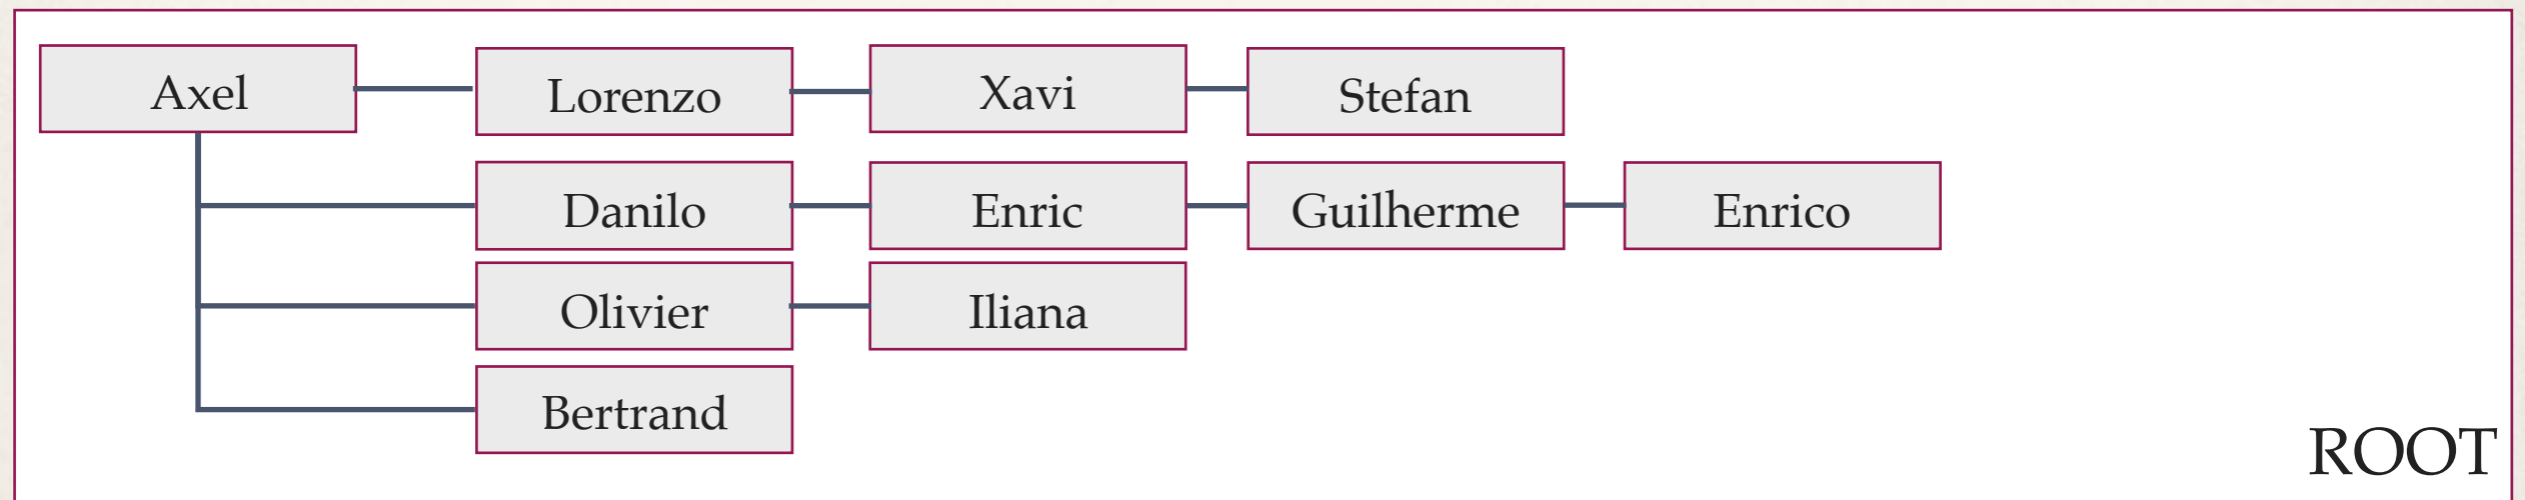 Axel
Lorenzo
Xavi
Stefan
Danilo
Enric
Guilherme
Enrico
Olivier
Iliana
Bertrand
ROOT